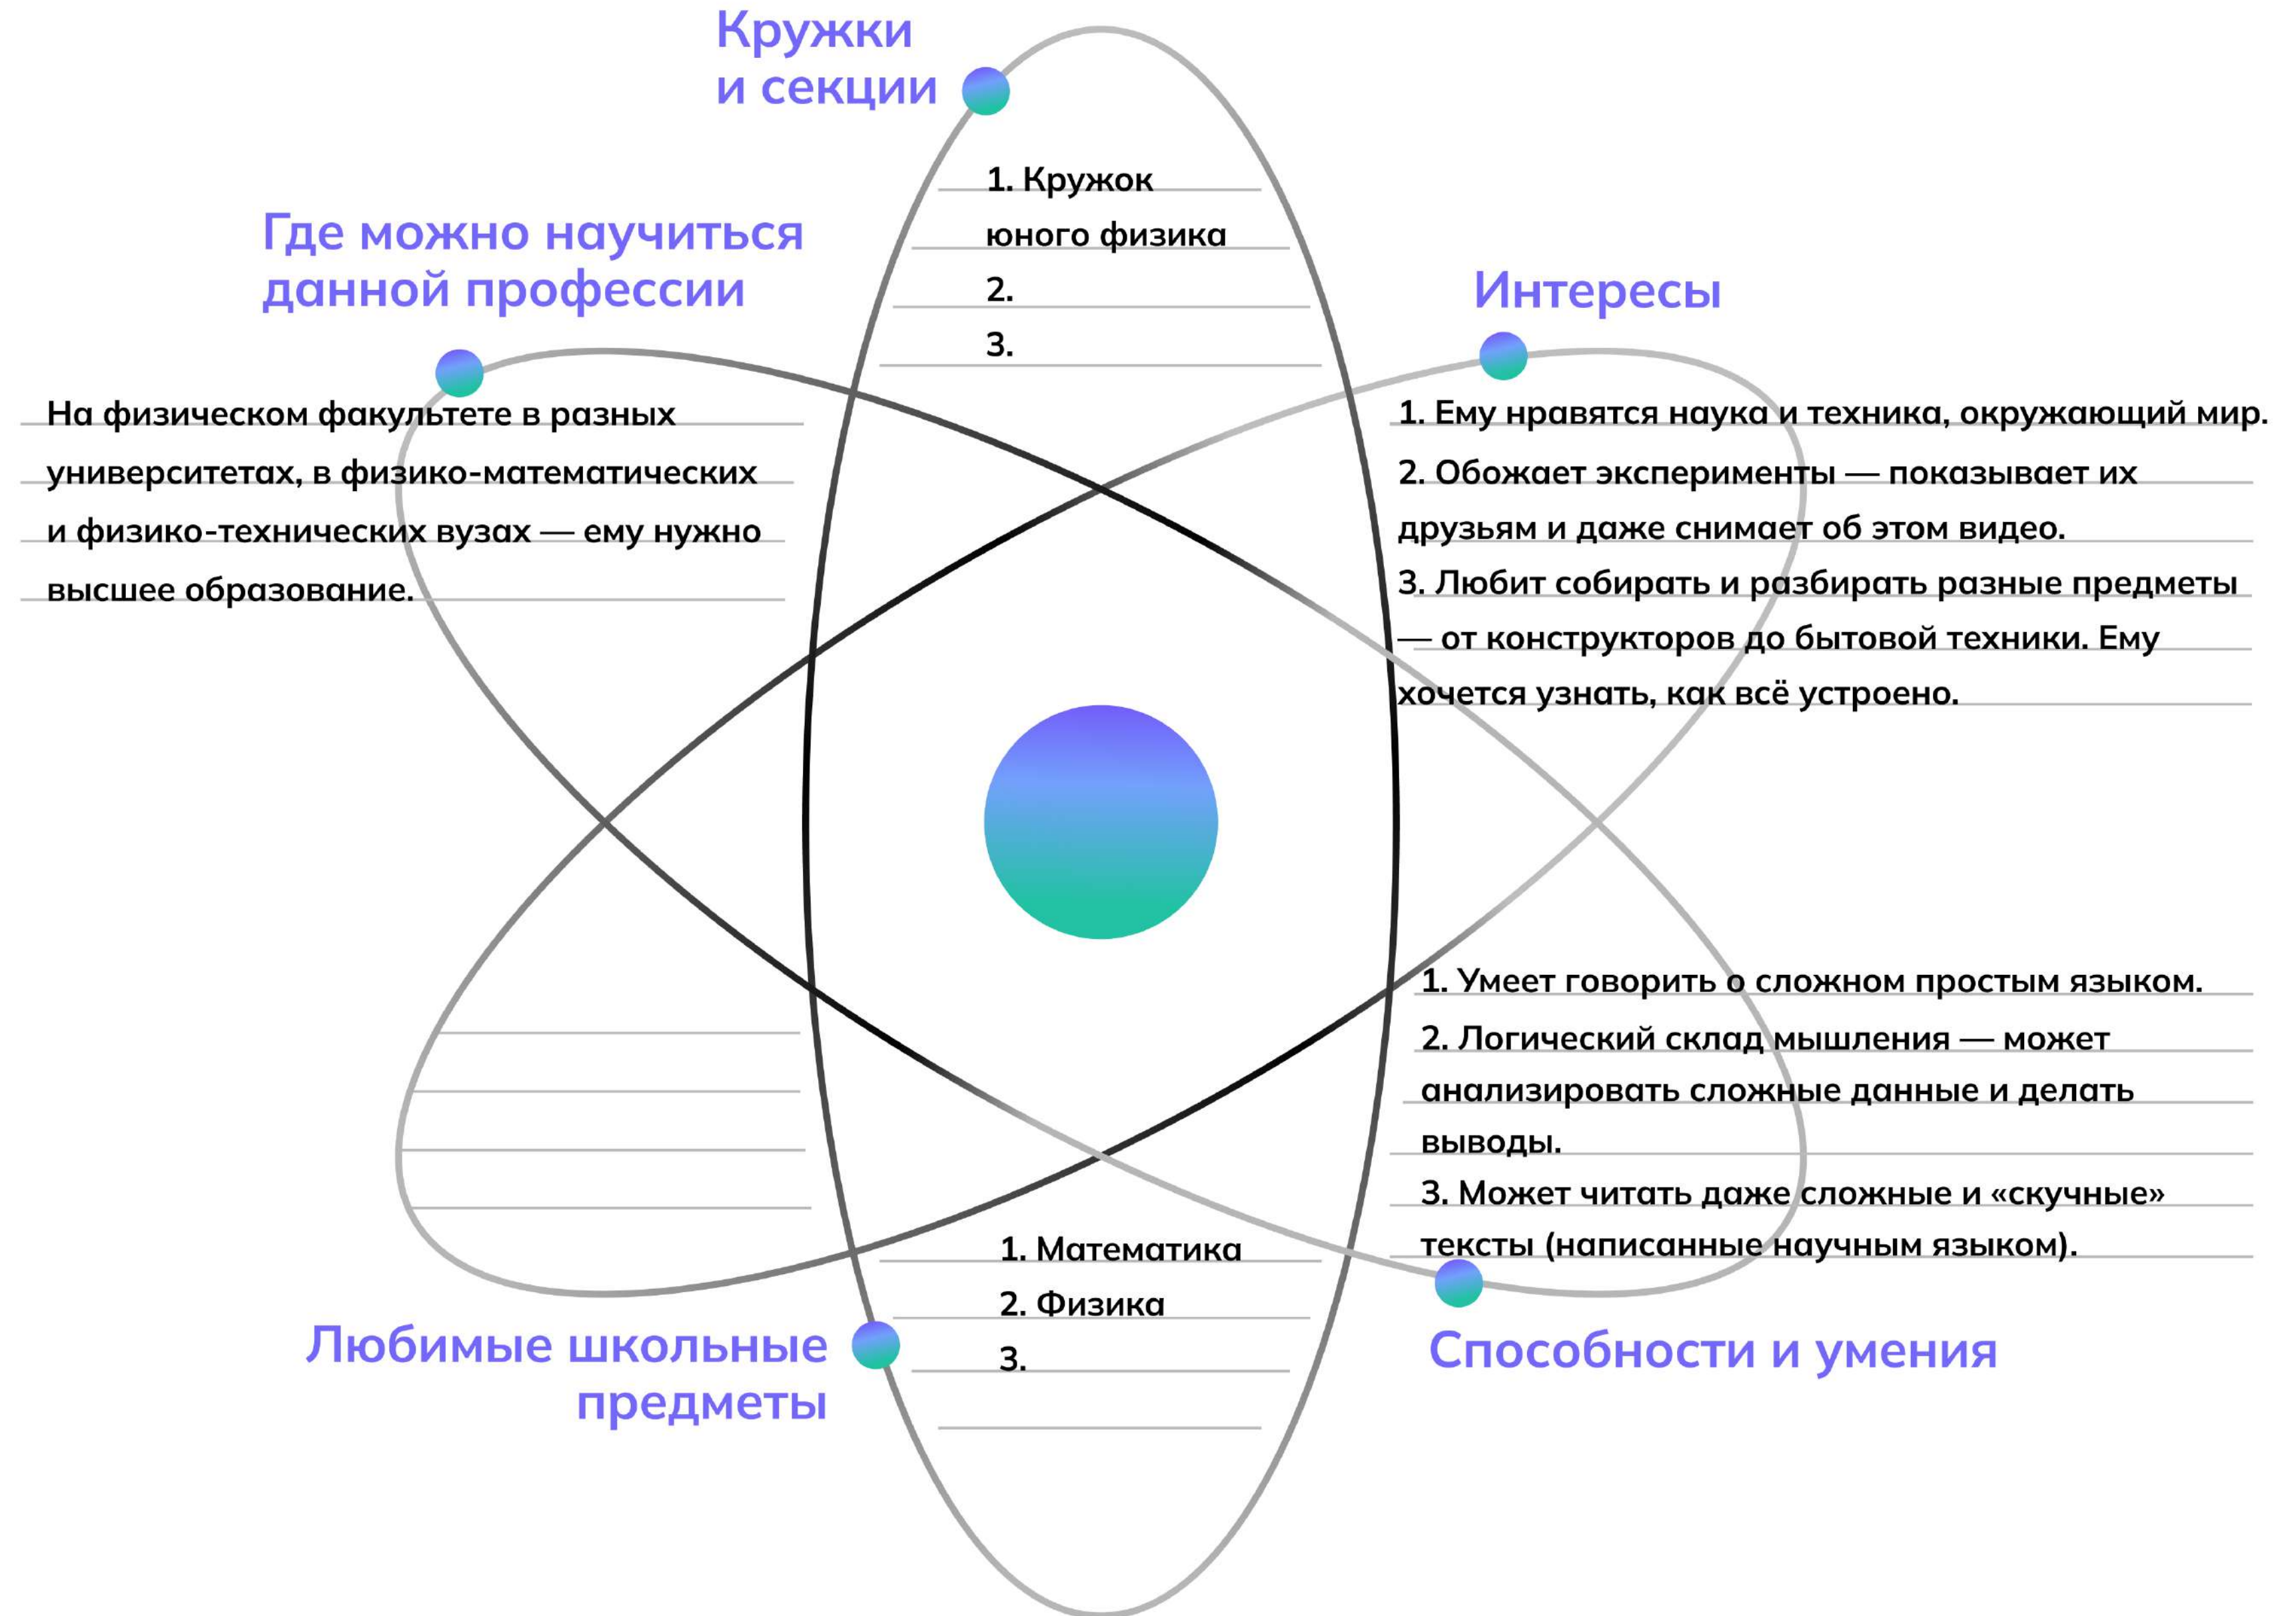 Кружки
и секции
1. Кружок
юного физика
2.
3.
Где можно научиться
данной профессии
На физическом факультете в разных
университетах, в физико-математических
и физико-технических вузах — ему нужно
высшее образование.
Интересы
1. Ему нравятся наука и техника, окружающий мир.
2. Обожает эксперименты — показывает их
друзьям и даже снимает об этом видео.
3. Любит собирать и разбирать разные предметы
— от конструкторов до бытовой техники. Ему
хочется узнать, как всё устроено.
1. Умеет говорить о сложном простым языком.
2. Логический склад мышления — может
анализировать сложные данные и делать
выводы.
3. Может читать даже сложные и «скучные»
тексты (написанные научным языком).
Способности и умения
Любимые школьные
предметы
1. Математика
2. Физика
3.